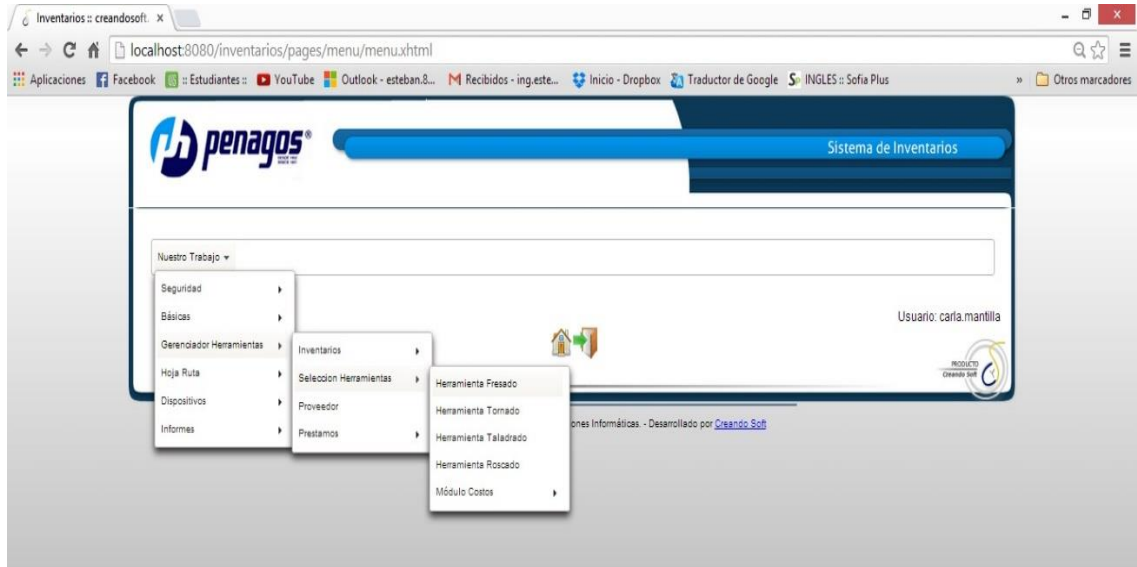 Inventarios :: creandosoft.
localhost:8080/inventarios/pages/menu/menu.xhtml
Aplicaciones Facebook :: Estudiantes :: YouTube Outlook - esteban.8... Recibidos - ing.este... Inicio - Dropbox Traductor de Google INGLES :: Sofia Plus » Otros marcadores
penagos®
Sistema de Inventarios
Nuestro Trabajo
Seguridad
Básicas
Gerenciador Herramientas
Hoja Ruta
Dispositivos
Informes
Inventarios
Seleccion Herramientas
Proveedor
Prestamos
Herramienta Fresado
Herramienta Tornado
Herramienta Taladrado
Herramienta Roscado
Módulo Costos
Usuario: carla.mantilla
PRODUCTO
Creando Soft
ones Informáticas. - Desarrollado por Creando Soft